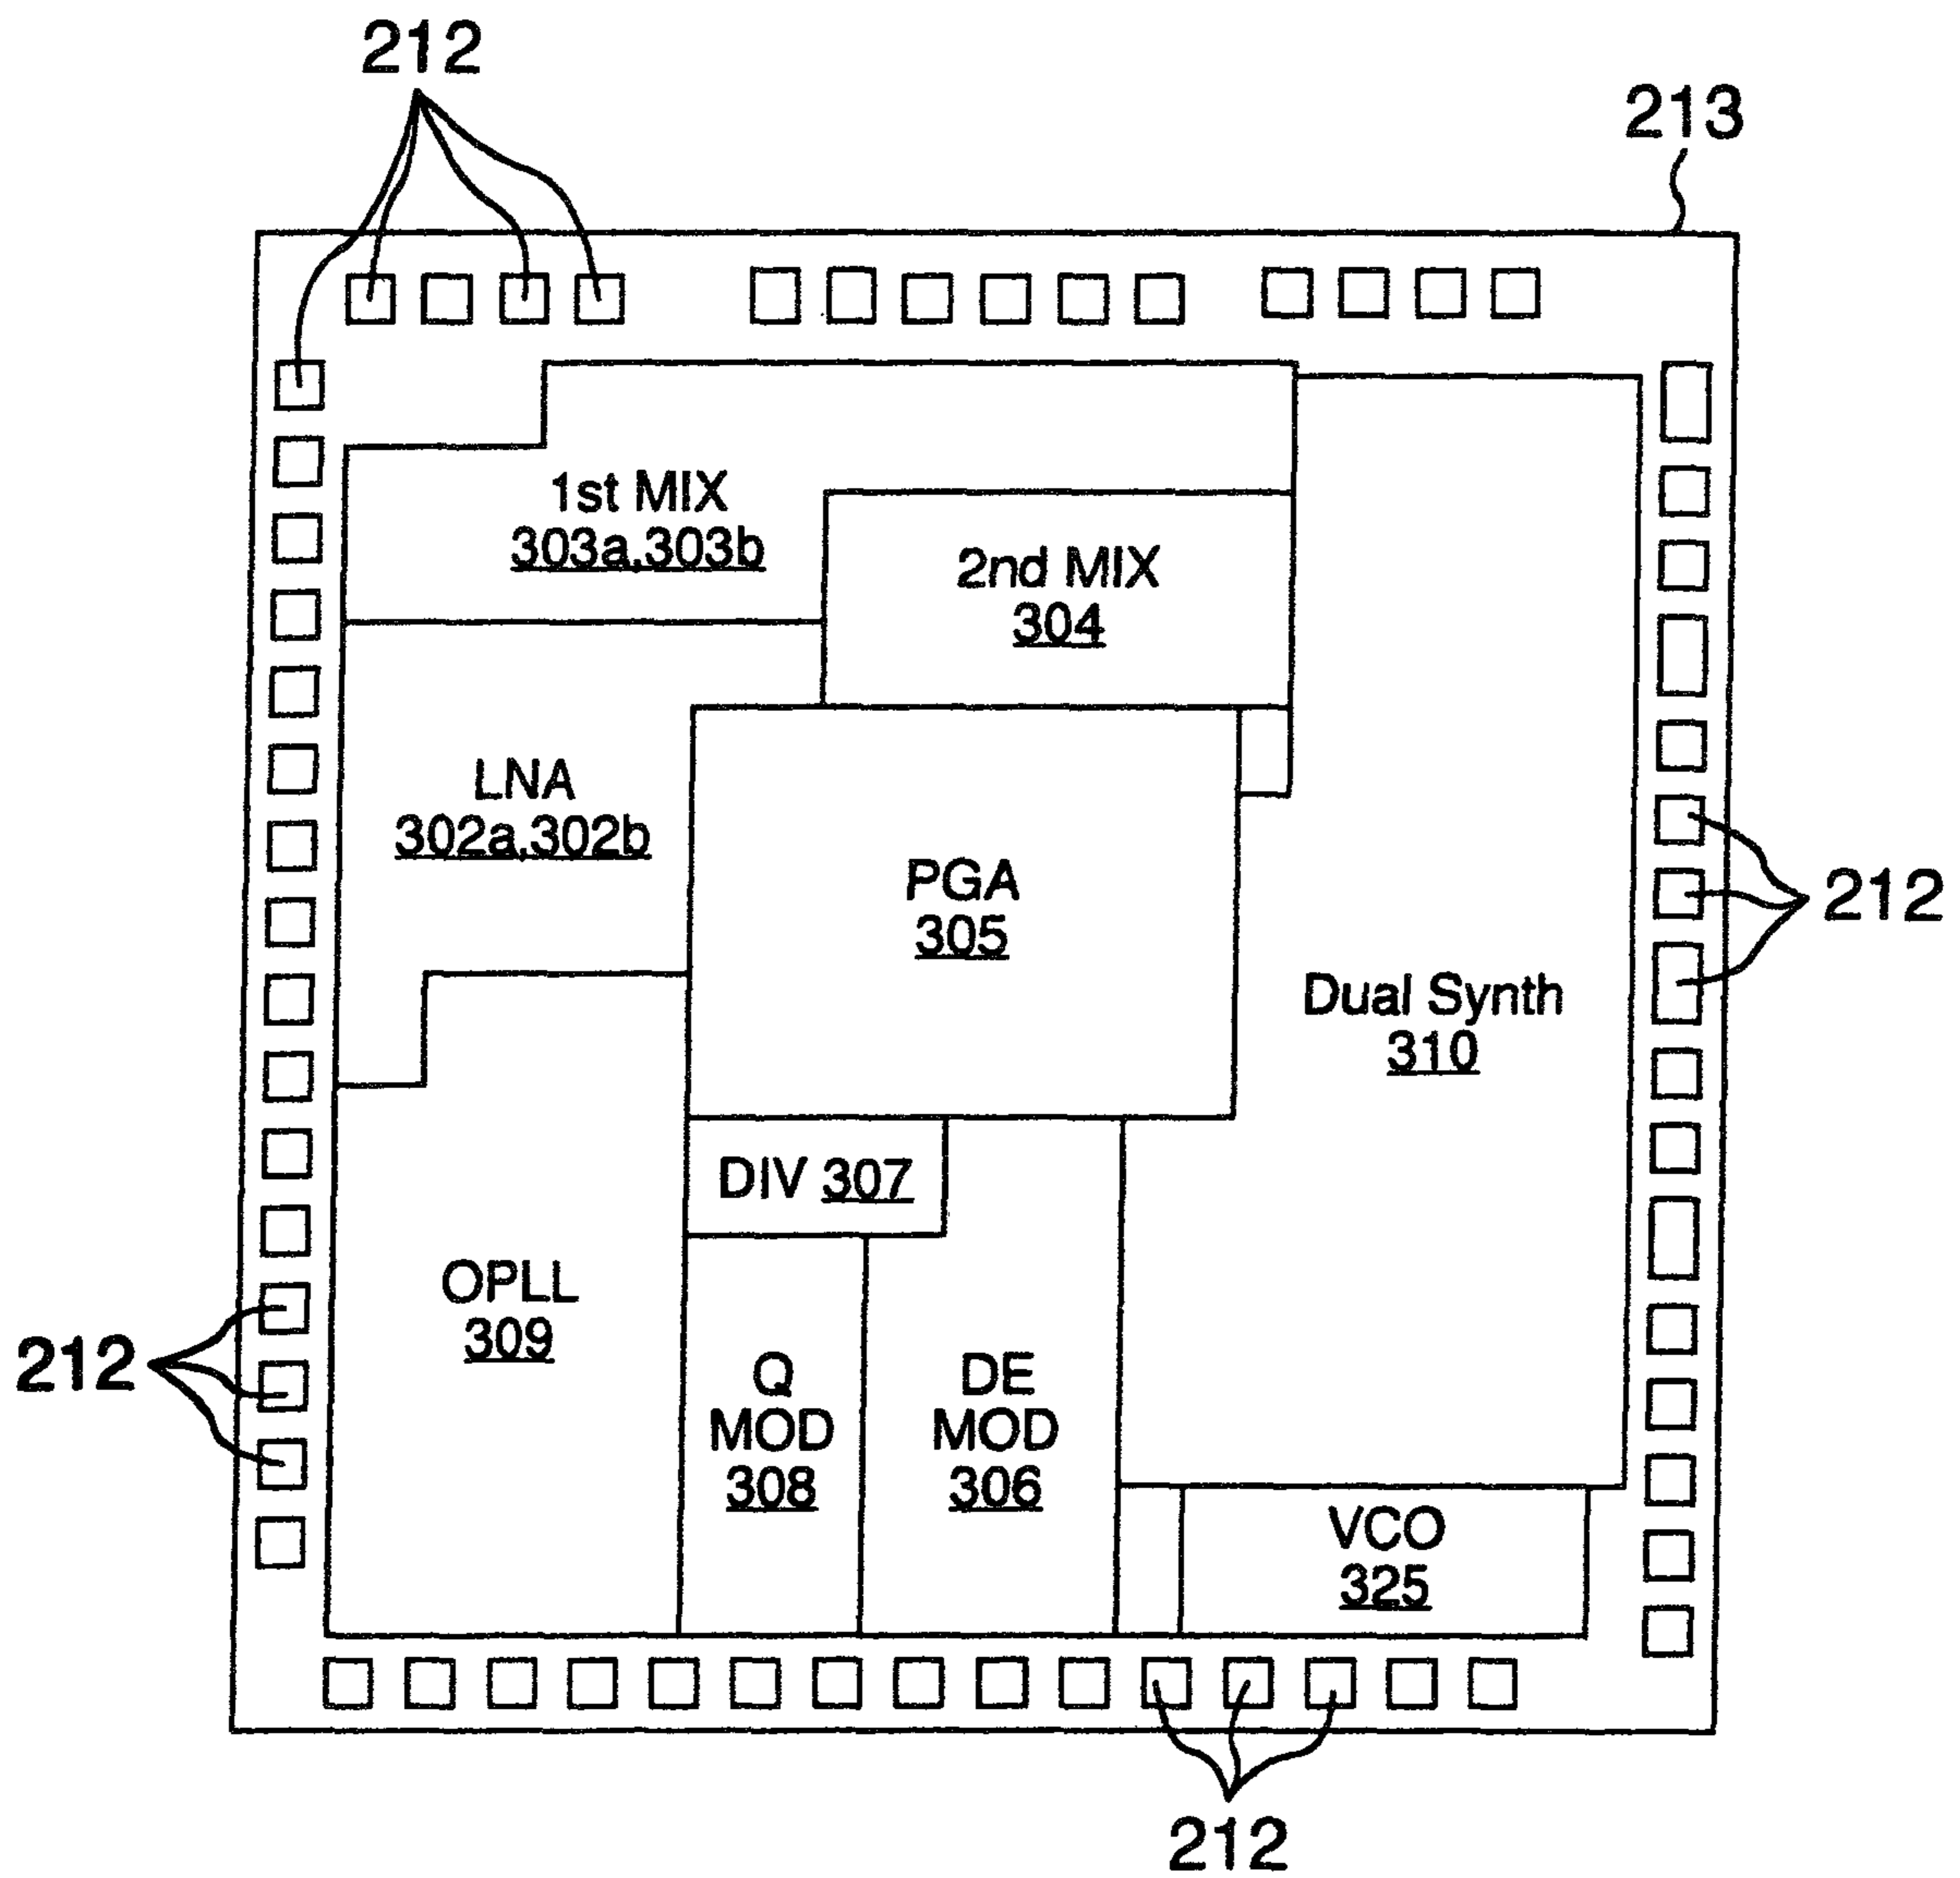 212
213
1st MIX
303a,303b
2nd MIX
304
LNA
302a,302b
PGA
305
212
Dual Synth
310
DIV 307
OPLL
309
212
Q
MOD
308
DE
MOD
306
VCO
325
212